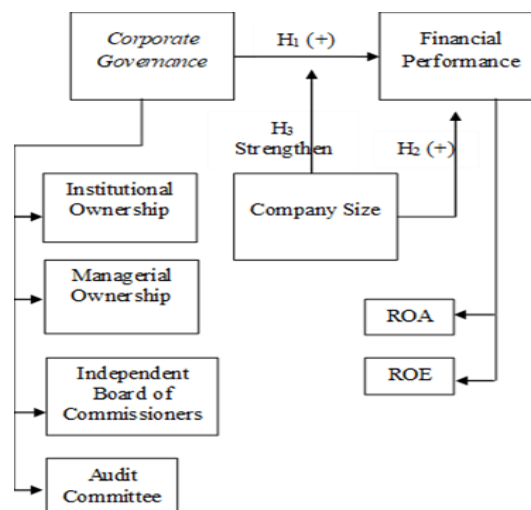 Corporate
Governance
H₁ (+)
Financial
Performance
H₃
Strengthen
H₂ (+)
Institutional
Ownership
Company Size
Managerial
Ownership
ROA
Independent
Board of
Commissioners
ROE
Audit
Committee